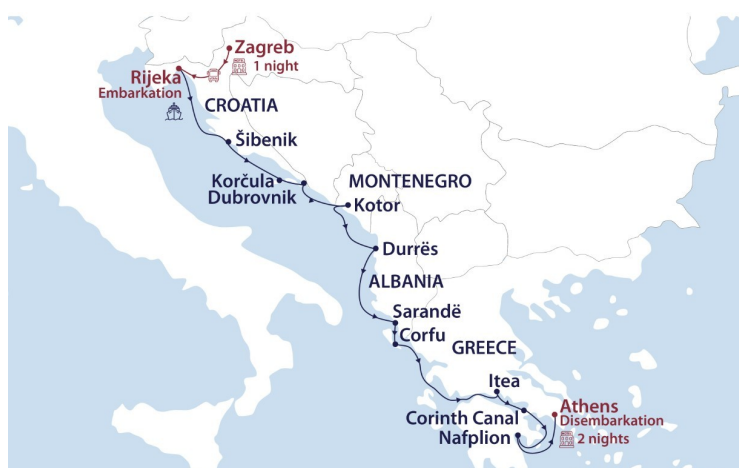 Zagreb
1 night
Rijeka
Embarkation
CROATIA
Šibenik
Korčula
Dubrovnik
MONTENEGRO
Kotor
Durrës
ALBANIA
Sarandë
Corfu
GREECE
Itea
Corinth Canal
Nafplion
Athens
Disembarkation
2 nights